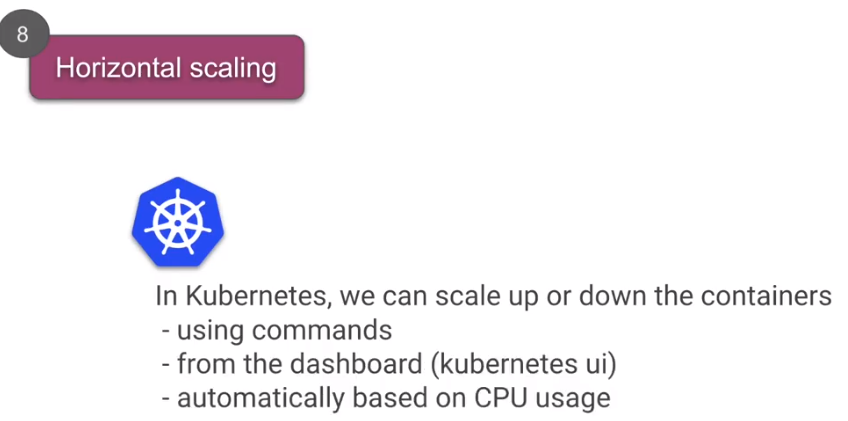 8
Horizontal scaling
In Kubernetes, we can scale up or down the containers
- using commands
- from the dashboard (kubernetes ui)
- automatically based on CPU usage